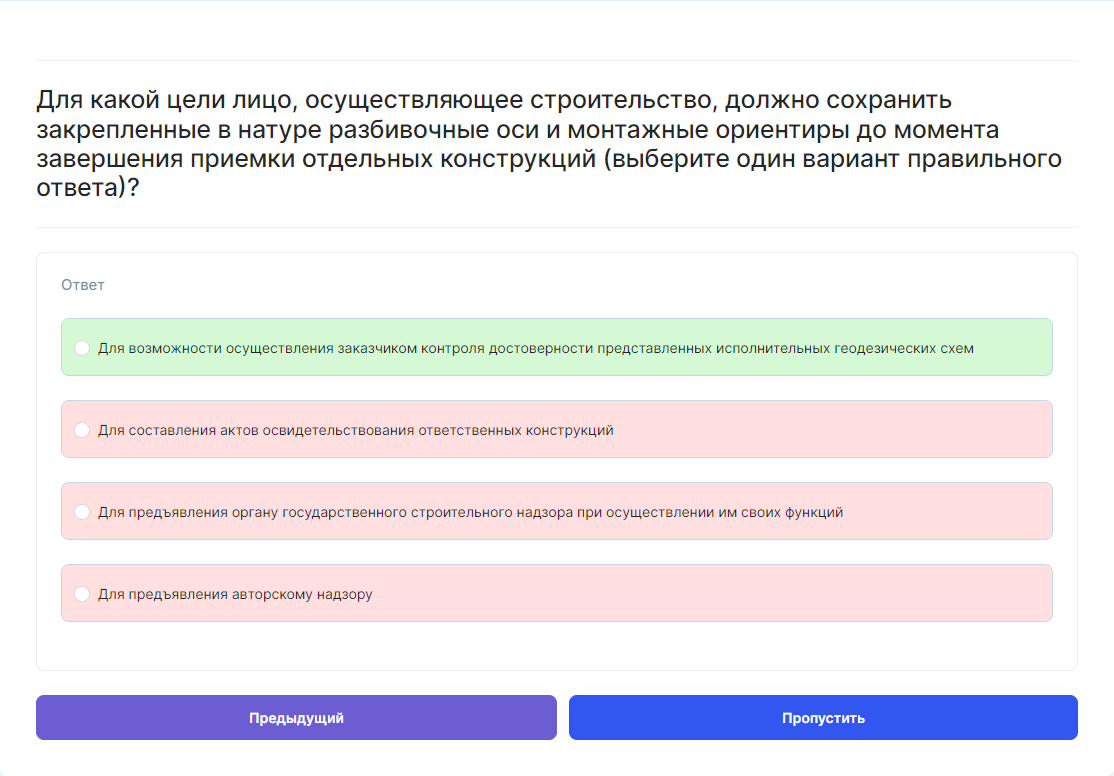 Для какой цели лицо, осуществляющее строительство, должно сохранить
закрепленные в натуре разбивочные оси и монтажные ориентиры до момента
завершения приемки отдельных конструкций (выберите один вариант правильного
ответа)?
Ответ
Для возможности осуществления заказчиком контроля достоверности представленных исполнительных геодезических схем
Для составления актов освидетельствования ответственных конструкций
Для предъявления органу государственного строительного надзора при осуществлении им своих функций
Для предъявления авторскому надзору
Предыдущий
Пропустить